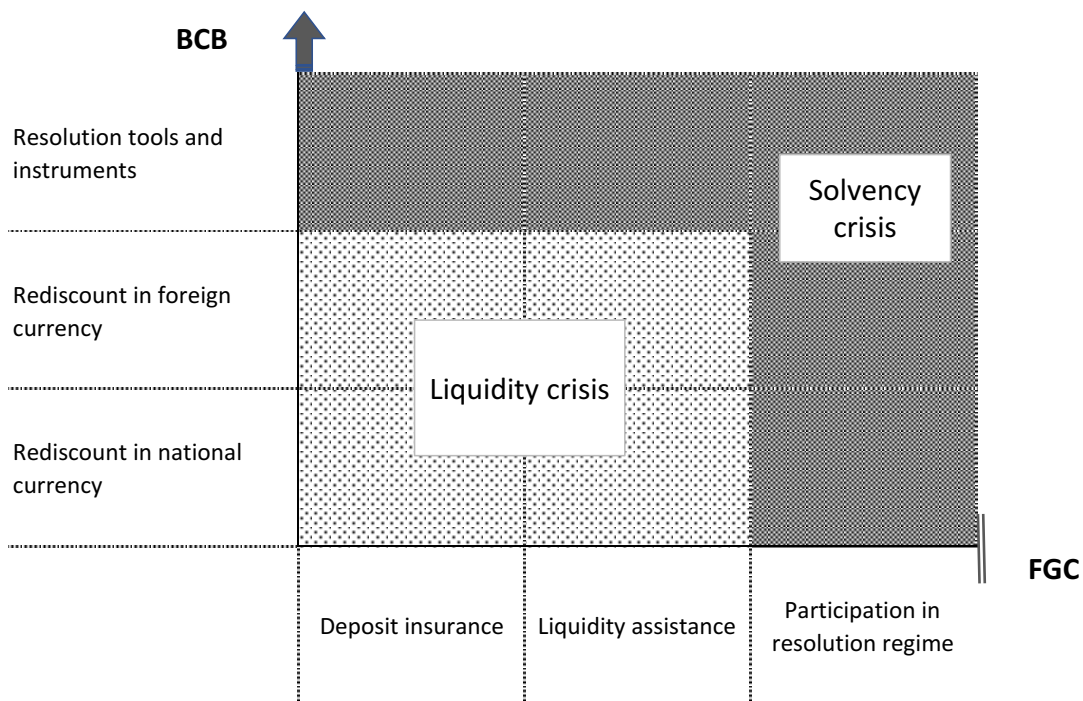 BCB
Resolution tools and
instruments
Solvency
crisis
Rediscount in foreign
currency
Liquidity crisis
Rediscount in national
currency
FGC
Deposit insurance
Liquidity assistance
Participation in
resolution regime